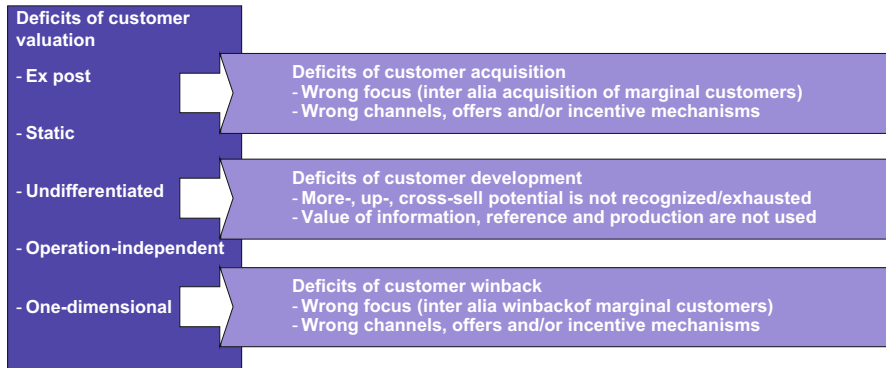 Deficits of customer
valuation
- Ex post
- Static
- Undifferentiated
- Operation-independent
- One-dimensional
Deficits of customer acquisition
- Wrong focus (inter alia acquisition of marginal customers)
- Wrong channels, offers and/or incentive mechanisms
Deficits of customer development
- More-, up-, cross-sell potential is not recognized/exhausted
- Value of information, reference and production are not used
Deficits of customer winback
- Wrong focus (inter alia winbackof marginal customers)
- Wrong channels, offers and/or incentive mechanisms